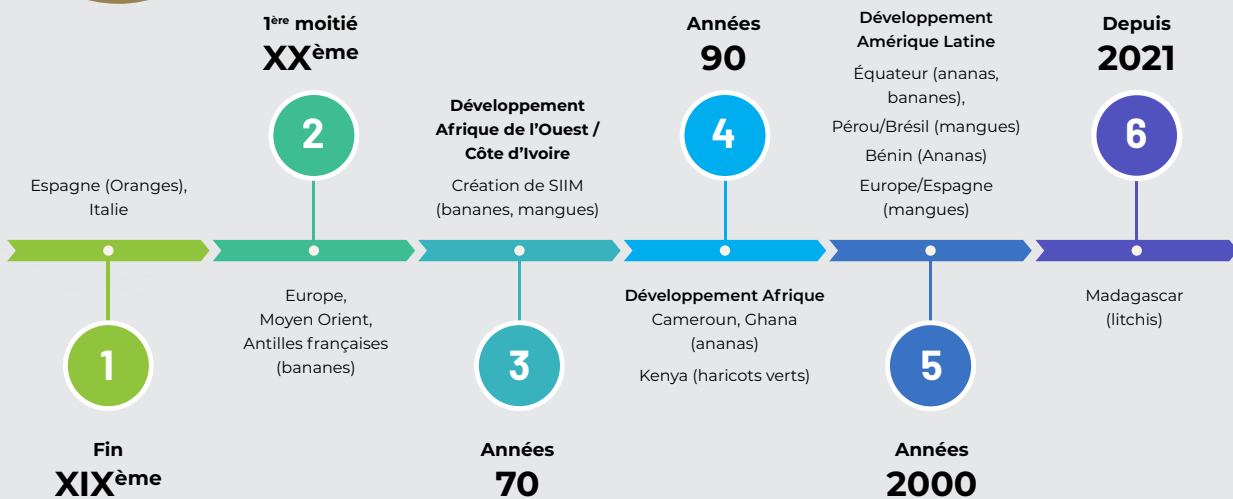 Espagne (Oranges),
Italie
1
Fin
XIXème
1ère moitié
XXème
2
Europe,
Moyen Orient,
Antilles françaises
(bananes)
Développement
Afrique de l’Ouest /
Côte d’Ivoire
Création de SIIM
(bananes, mangues)
3
Années
70
Années
90
4
Développement Afrique
Cameroun, Ghana
(ananas)
Kenya (haricots verts)
Développement
Amérique Latine
Équateur (ananas,
bananes),
Pérou/Brésil (mangues)
Bénin (Ananas)
Europe/Espagne
(mangues)
5
Années
2000
Depuis
2021
6
Madagascar
(litchis)